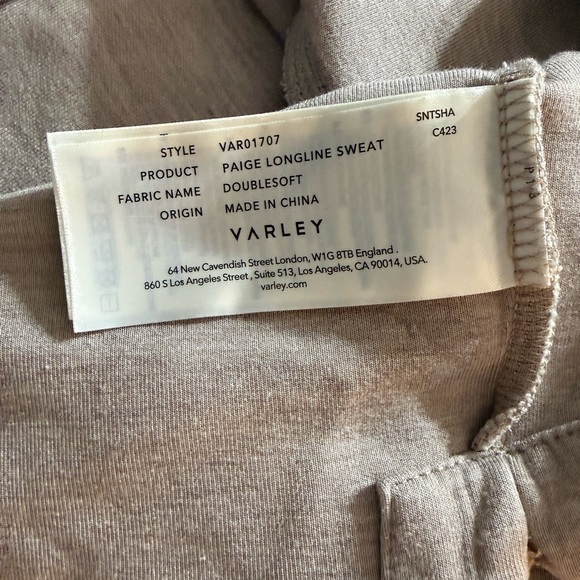 SNTSHA
C423
STYLE VAR01707
PRODUCT PAIGE LONGLINE SWEAT
FABRIC NAME DOUBLESOFT
ORIGIN MADE IN CHINA
VARLEY
64 New Cavendish Street London, W1G 8TB England .
860 S Los Angeles Street , Suite 513, Los Angeles, CA 90014, USA.
varley.com